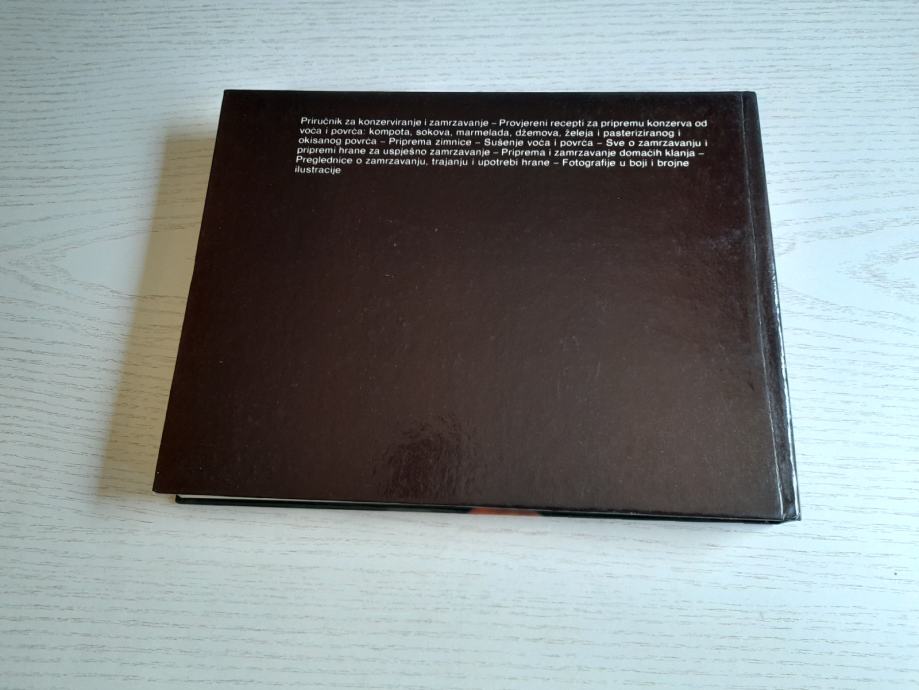 Priručnik za konzerviranje i zamrzavanje – Provjereni recepti za pripremu konzerva od
voća i povrća: kompota, sokova, marmelada, džemova, želeja i pasteriziranog i
okisanog povrća – Priprema zimnice – Sušenje voća i povrća – Sve o zamrzavanju i
pripremi hrane za uspješno zamrzavanje – Priprema i zamrzavanje domaćih klanja –
Preglednice o zamrzavanju, trajanju i upotrebi hrane – Fotografije u boji i brojne
ilustracije